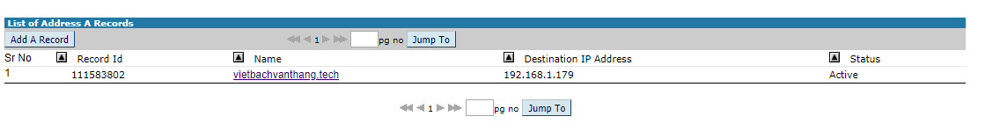 List of Address A Records
Add A Record 1 pg no Jump To
Sr No Record Id Name Destination IP Address Status
1 111583802 vietbachvanthang.tech 192.168.1.179 Active
1 pg no Jump To